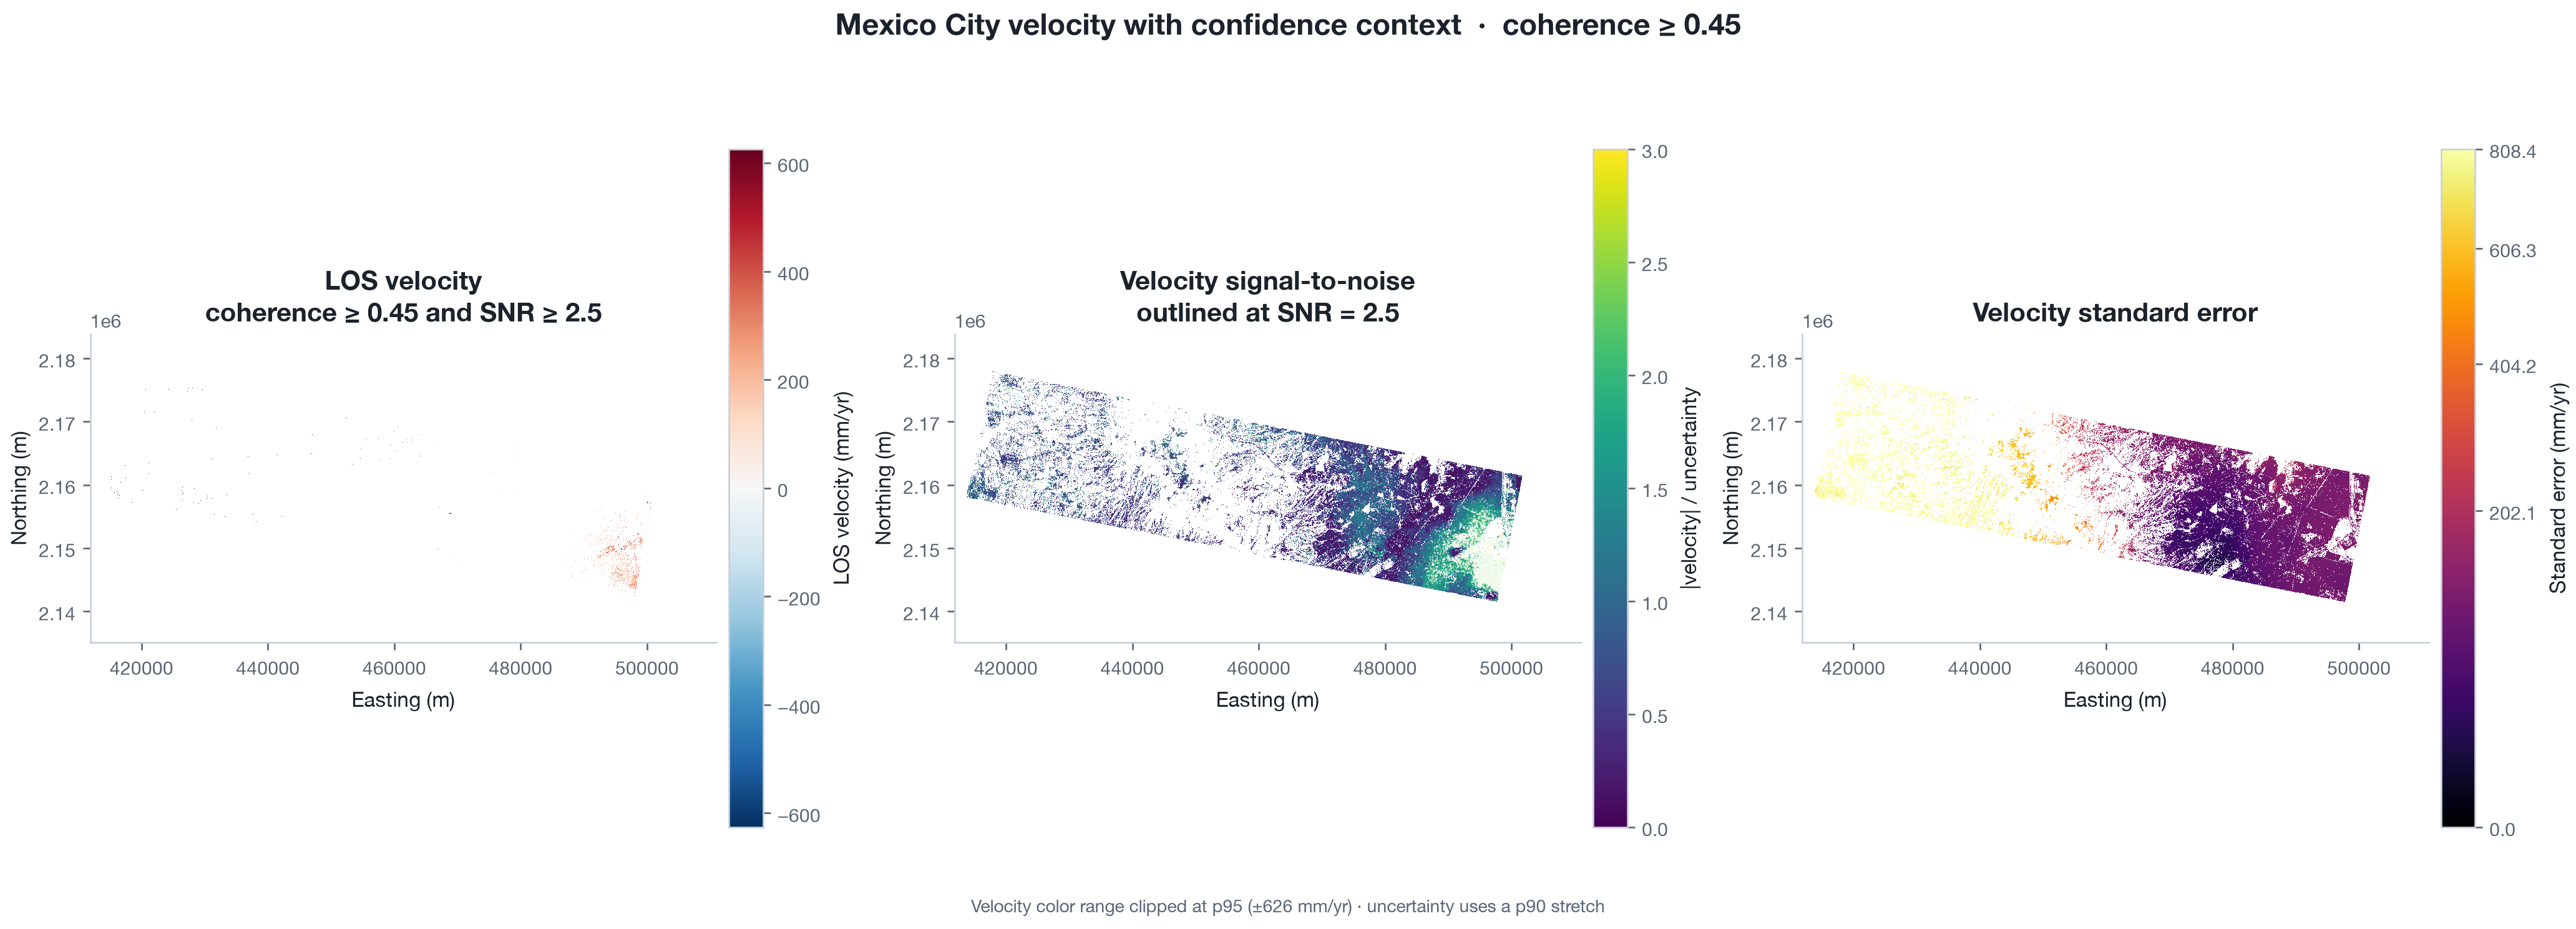 Mexico City velocity with confidence context · coherence ≥ 0.45
LOS velocity
coherence ≥ 0.45 and SNR ≥ 2.5
1e6
2.18
2.17
2.16
2.15
2.14
Northing (m)
420000
440000
460000
480000
500000
Easting (m)
600
400
200
0
−200
−400
−600
LOS velocity (mm/yr)
Velocity signal-to-noise
outlined at SNR = 2.5
1e6
2.18
2.17
2.16
2.15
2.14
Northing (m)
420000
440000
460000
480000
500000
Easting (m)
3.0
2.5
2.0
1.5
1.0
0.5
0.0
|velocity| / uncertainty
Velocity standard error
1e6
2.18
2.17
2.16
2.15
2.14
Northing (m)
420000
440000
460000
480000
500000
Easting (m)
808.4
606.3
404.2
202.1
0.0
Standard error (mm/yr)
Velocity color range clipped at p95 (±626 mm/yr) · uncertainty uses a p90 stretch